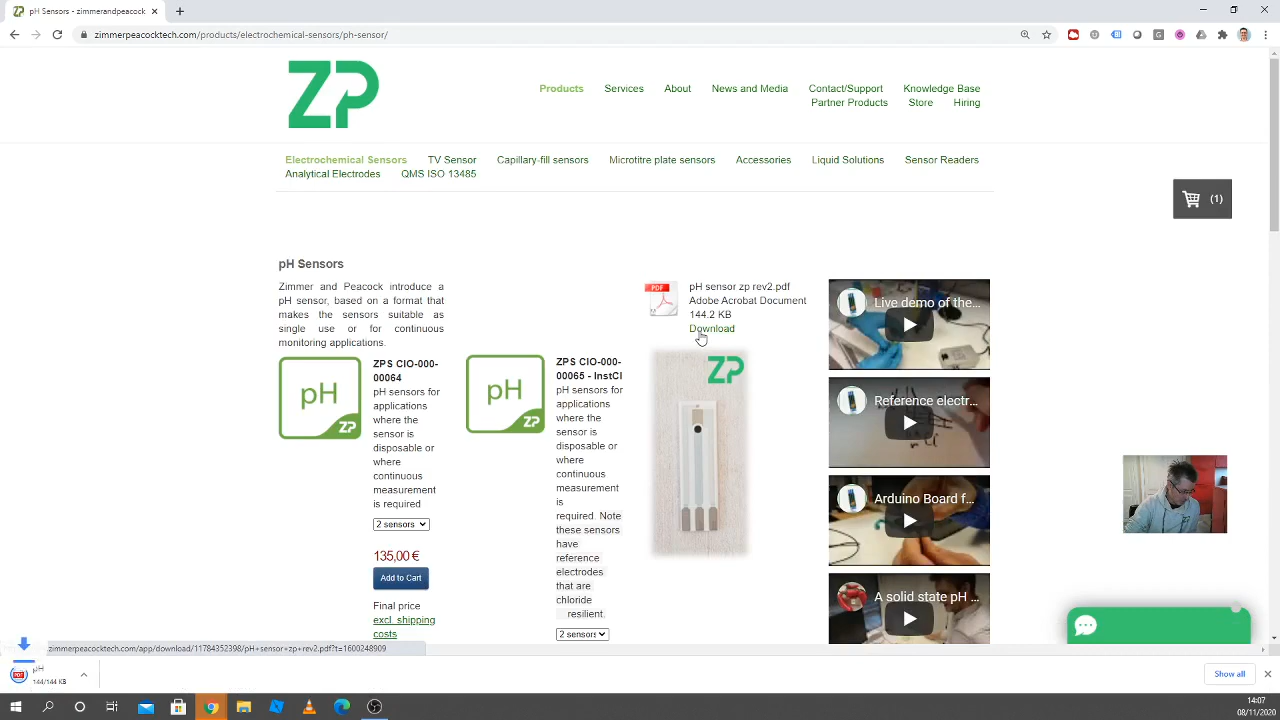 pH Sensors - zimmerandpeacock
zimmerpeacocktech.com/products/electrochemical-sensors/ph-sensor/
ZP
Products Services About News and Media Contact/Support Knowledge Base
Partner Products Store Hiring
Electrochemical Sensors TV Sensor Capillary-fill sensors Microtitre plate sensors Accessories Liquid Solutions Sensor Readers
Analytical Electrodes QMS ISO 13485
(1)
pH Sensors
Zimmer and Peacock introduce a
pH sensor, based on a format that
makes the sensors suitable as
single use or for continuous
monitoring applications.
pH
ZP
ZPS CIO-000-
00064
pH sensors for
applications
where the
sensor is
disposable or
where
continuous
measurement
is required
2 sensors
135,00 €
Add to Cart
Final price
excl. shipping
costs
pH
ZP
ZPS CIO-000-
00065 - InstCl
pH sensors for
applications
where the
sensor is
disposable or
where
continuous
measurement
is
required. Note
these sensors
have
reference
electrodes
that are
chloride
resilient.
2 sensors
PDF
pH sensor zp rev2.pdf
Adobe Acrobat Document
144.2 KB
Download
ZP
Live demo of the...
Reference electr...
Arduino Board f...
A solid state pH ...
zimmerpeacocktech.com/app/download/11784352398/pH+sensor+zp+rev2.pdf?t=1600248909
PDF
pH
144/144 KB
Show all
14:07
08/11/2020